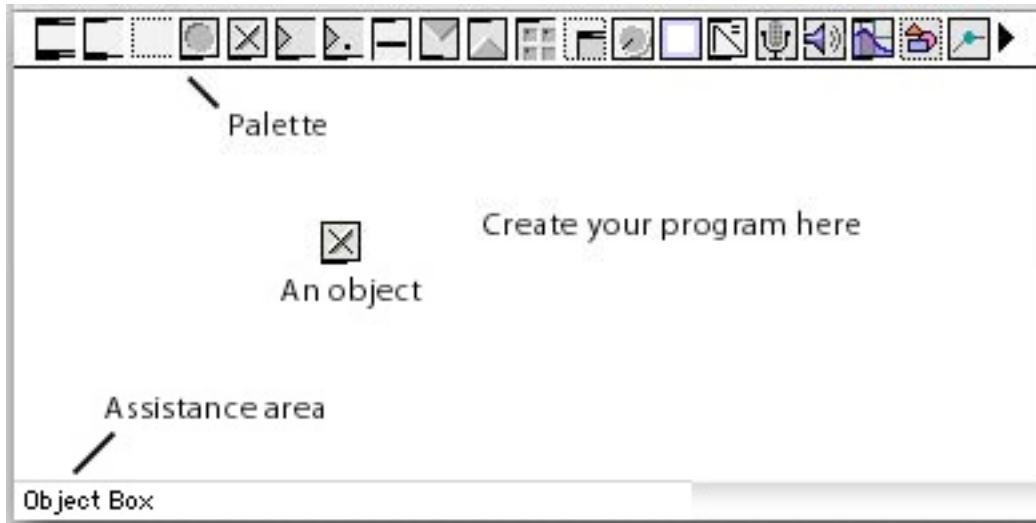 Palette
Create your program here
An object
Assistance area
Object Box